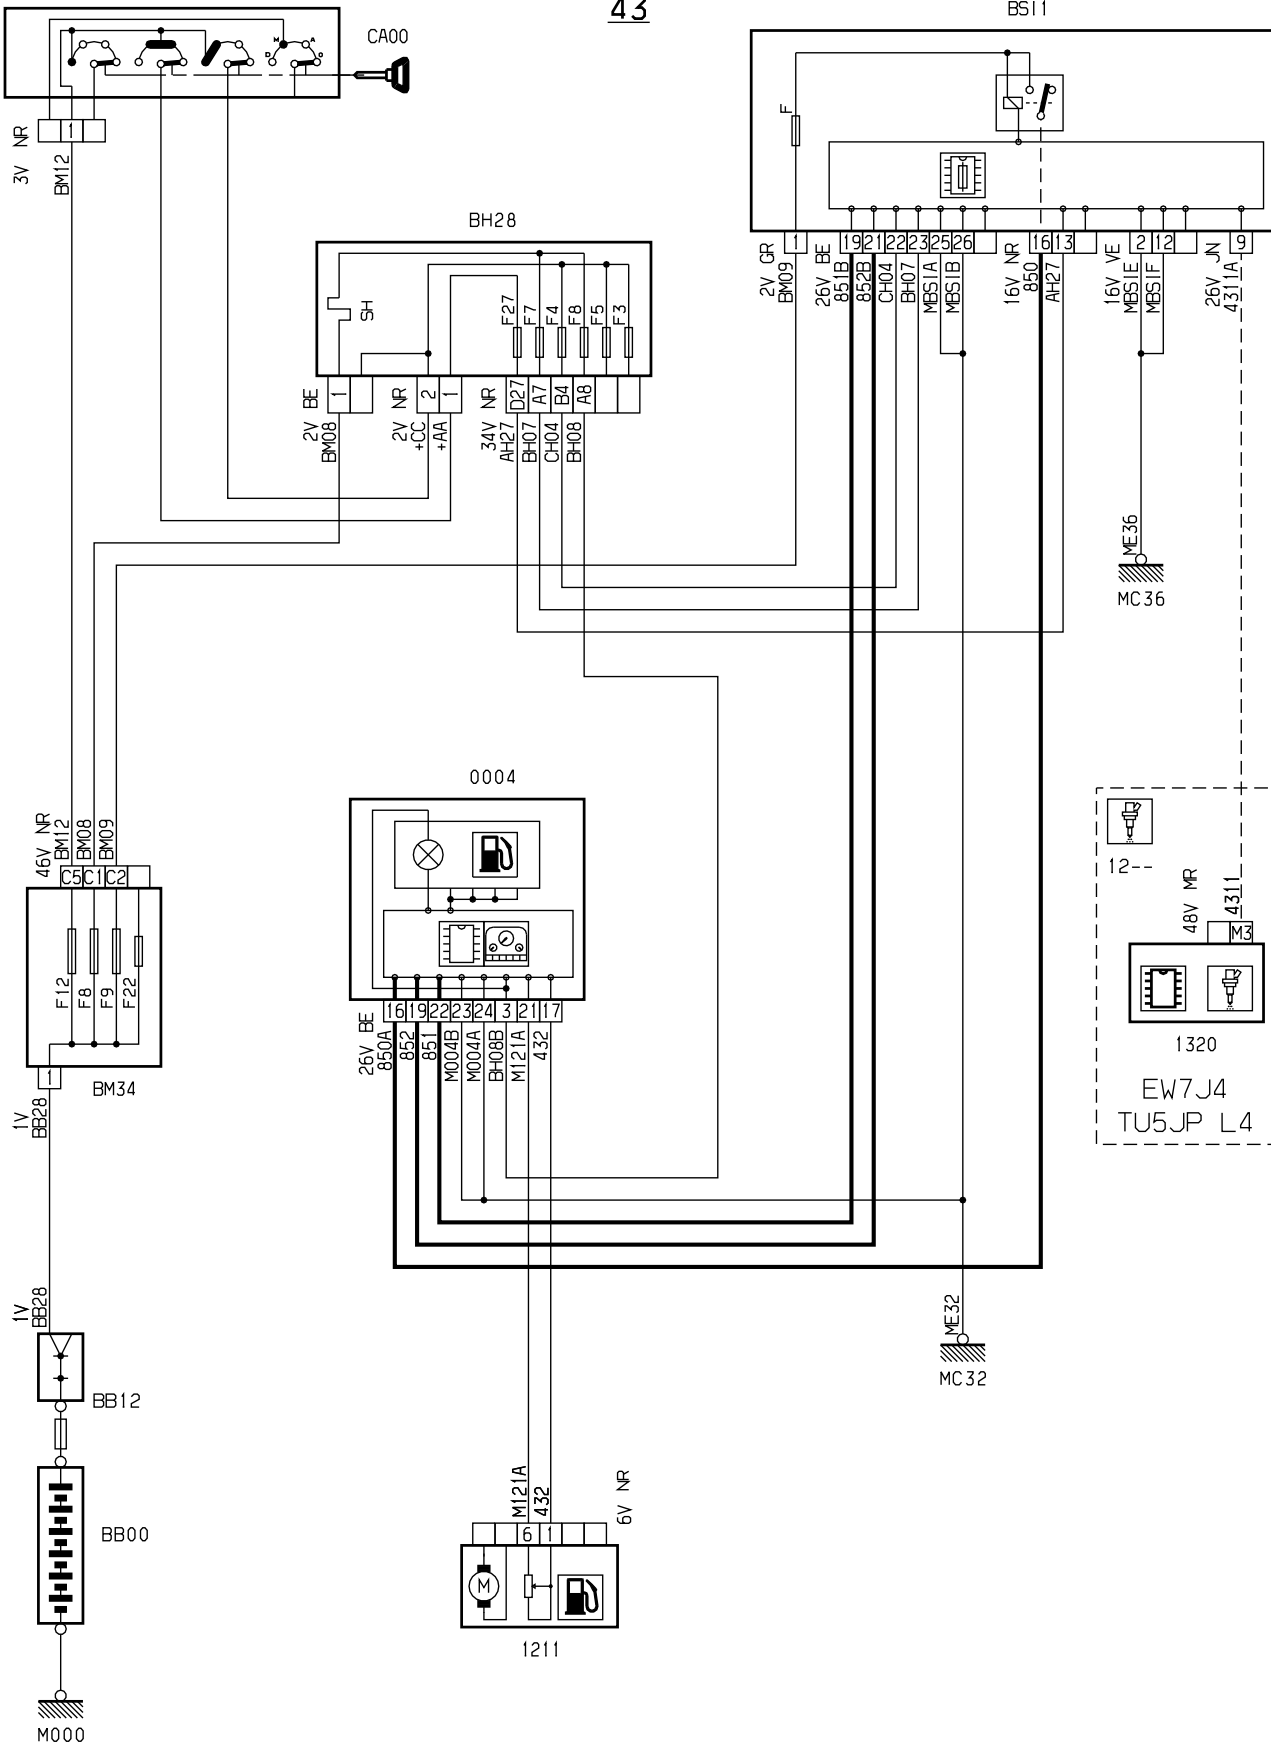 43
BSI1
CA00
M
A
D
O
1
3V NR
BM12
F
BH28
SH
F27
F7
F4
F8
F5
F3
1
2
1
D27
A7
B4
A8
2V BE
BM08
2V NR
+CC
+AA
34V NR
AH27
BH07
CH04
BH08
1
19
21
22
23
25
26
16
13
2
12
9
2V GR
BM09
26V BE
851B
852B
CH04
BH07
MBSIA
MBSIB
16V NR
850
AH27
16V VE
MBSIE
MBSIF
26V JN
4311A
ME36
MC36
0004
46V NR
BM12
BM08
BM09
C5
C1
C2
F12
F8
F9
F22
1
BM34
1V
BB28
16
19
22
23
24
3
21
17
26V BE
850A
852
851
M004B
M004A
BH08B
M121A
432
12--
48V MR
4311
M3
1320
EW7J4
TU5JP L4
1V
BB28
BB12
BB00
M000
ME32
MC32
M121A
432
6V NR
6
1
M
1211